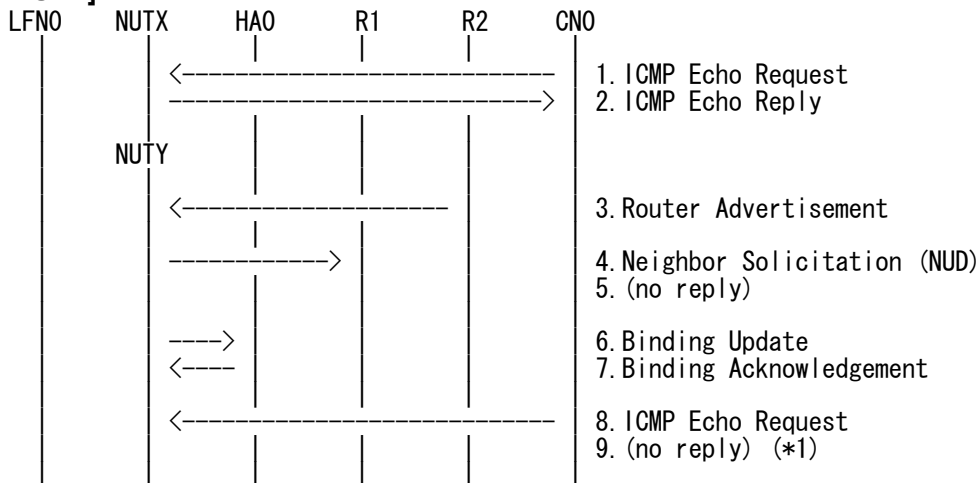 LFN0 NUTX HA0 R1 R2 CN0
1.ICMP Echo Request
2.ICMP Echo Reply
NUTY
3.Router Advertisement
4.Neighbor Solicitation (NUD)
5.(no reply)
6.Binding Update
7.Binding Acknowledgement
8.ICMP Echo Request
9.(no reply) (*1)